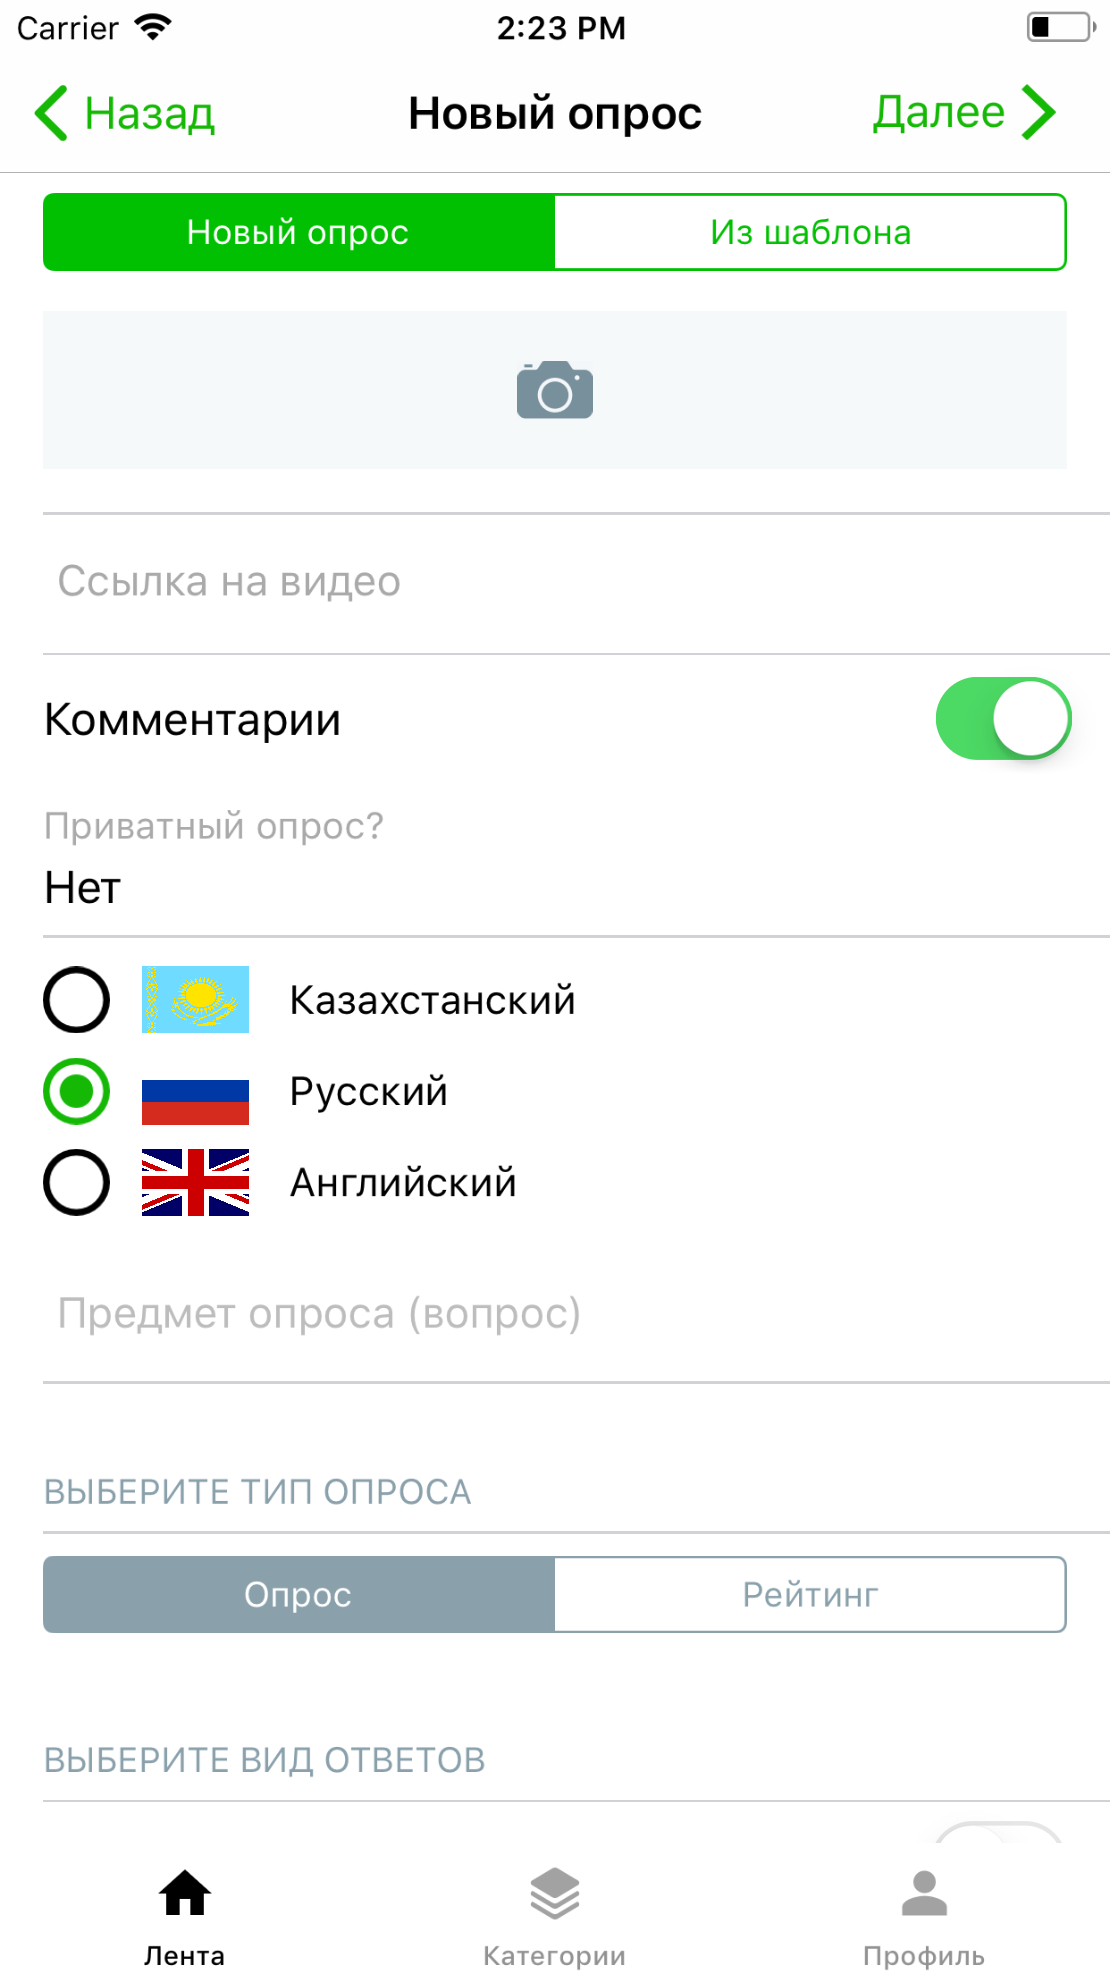 Carrier 2:23 PM
Назад Новый опрос Далее
Новый опрос Из шаблона
Ссылка на видео
Комментарии
Приватный опрос?
Нет
Казахстанский
Русский
Английский
Предмет опроса (вопрос)
ВЫБЕРИТЕ ТИП ОПРОСА
Опрос Рейтинг
ВЫБЕРИТЕ ВИД ОТВЕТОВ
Лента Категории Профиль